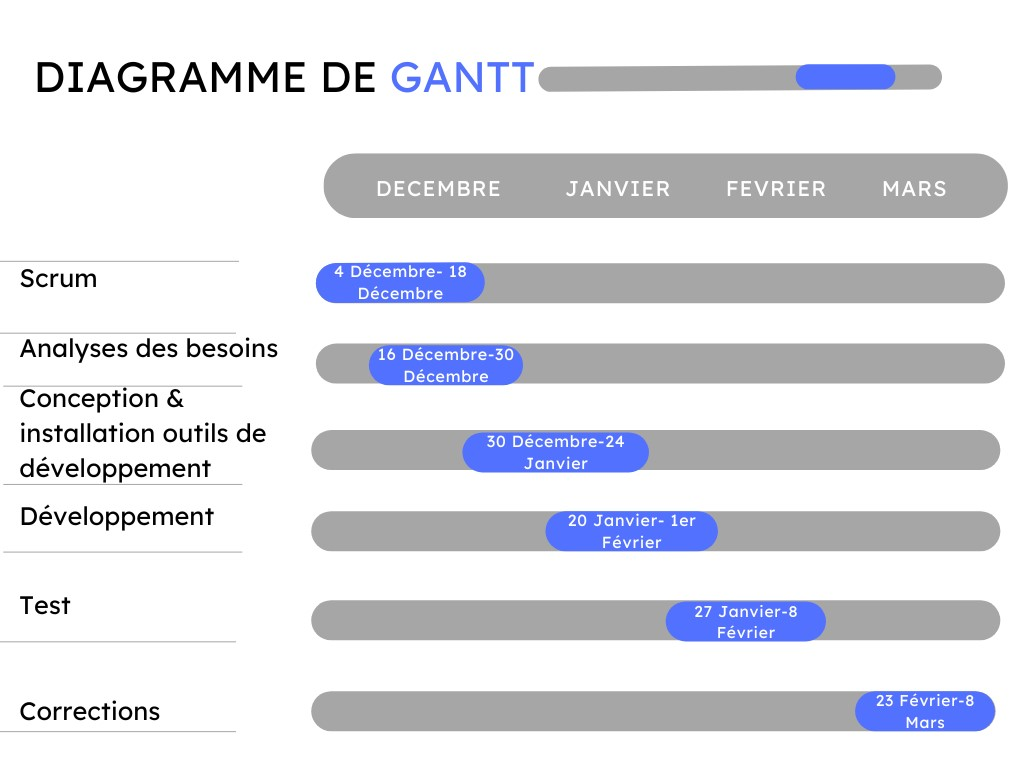 DIAGRAMME DE GANTT
DECEMBRE JANVIER FEVRIER MARS
Scrum
4 Décembre- 18
Décembre
Analyses des besoins
16 Décembre-30
Décembre
Conception &
installation outils de
développement
30 Décembre-24
Janvier
Développement
20 Janvier- 1er
Février
Test
27 Janvier-8
Février
Corrections
23 Février-8
Mars